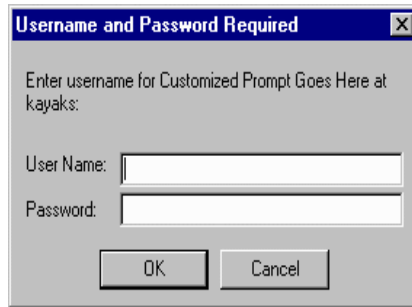 Username and Password Required
Enter username for Customized Prompt Goes Here at
kayaks:
User Name:
Password:
OK Cancel